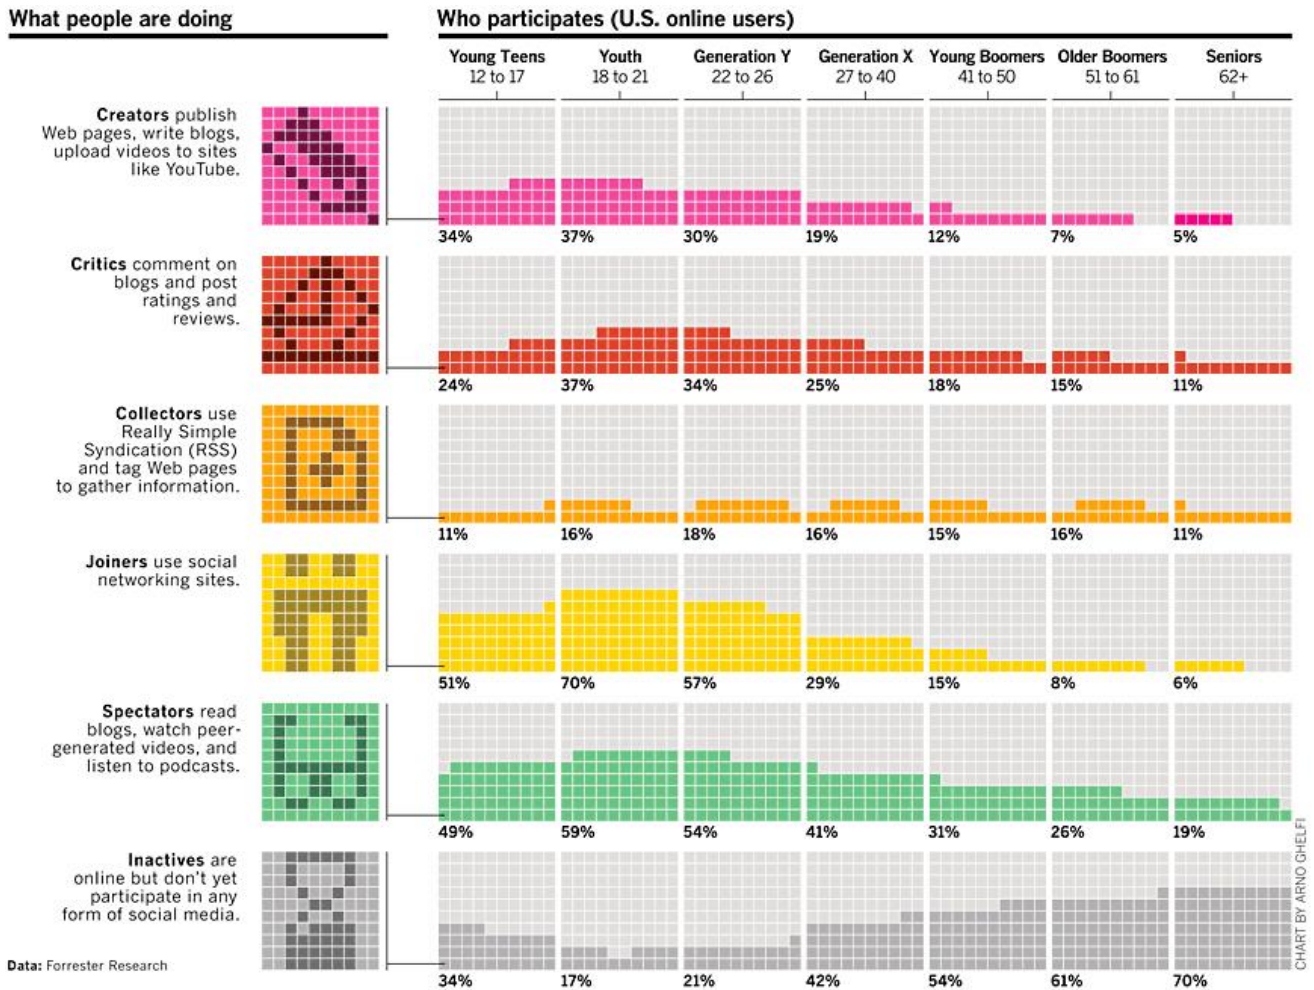 What people are doing
Who participates (U.S. online users)
Young Teens
12 to 17
Youth
18 to 21
Generation Y
22 to 26
Generation X
27 to 40
Young Boomers
41 to 50
Older Boomers
51 to 61
Seniors
62+
Creators publish
Web pages, write blogs,
upload videos to sites
like YouTube.
34% 37% 30% 19% 12% 7% 5%
Critics comment on
blogs and post
ratings and
reviews.
24% 37% 34% 25% 18% 15% 11%
Collectors use
Really Simple
Syndication (RSS)
and tag Web pages
to gather information.
11% 16% 18% 16% 15% 16% 11%
Joiners use social
networking sites.
51% 70% 57% 29% 15% 8% 6%
Spectators read
blogs, watch peer-
generated videos, and
listen to podcasts.
49% 59% 54% 41% 31% 26% 19%
Inactives are
online but don't yet
participate in any
form of social media.
34% 17% 21% 42% 54% 61% 70%
Data: Forrester Research
CHART BY ARNO GHELFI